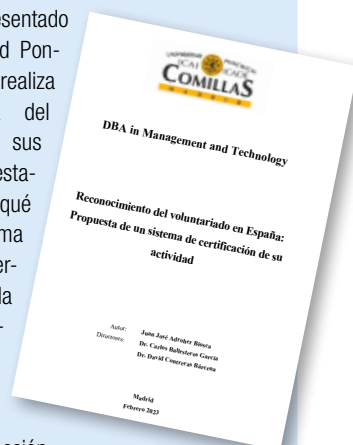 esentado
d Pon-
realiza
del
sus
esta-
qué
ma
er-
la
-
ción
COMILLAS
MADRID
DBA in Management and Technology
Reconocimiento del voluntariado en España:
Propuesta de un sistema de certificación de su
actividad
Autor: Juan José Adroher Biosca
Directores: Dr. Carlos Ballesteros García
Dr. David Contreras Bárcena
Madrid
Febrero 2023